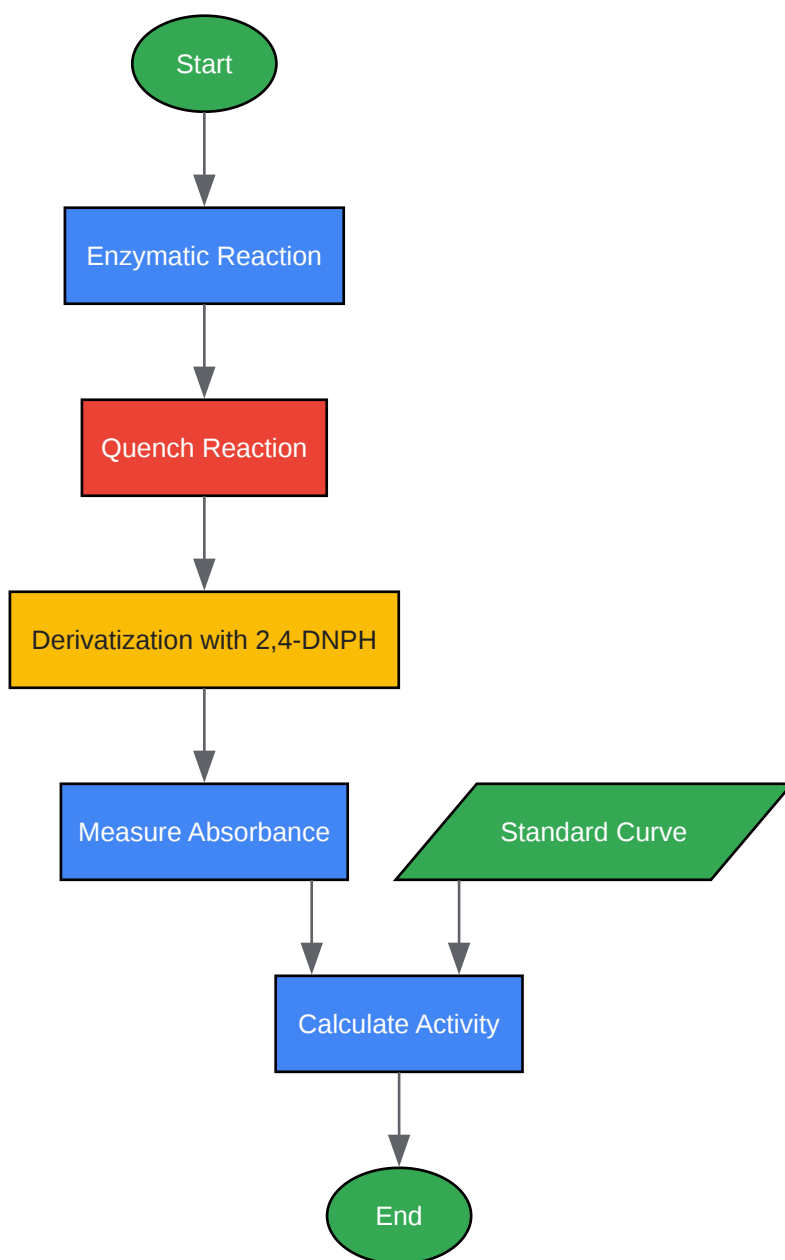 Start
Enzymatic Reaction
Quench Reaction
Derivatization with 2,4-DNPH
Measure Absorbance
Standard Curve
Calculate Activity
End